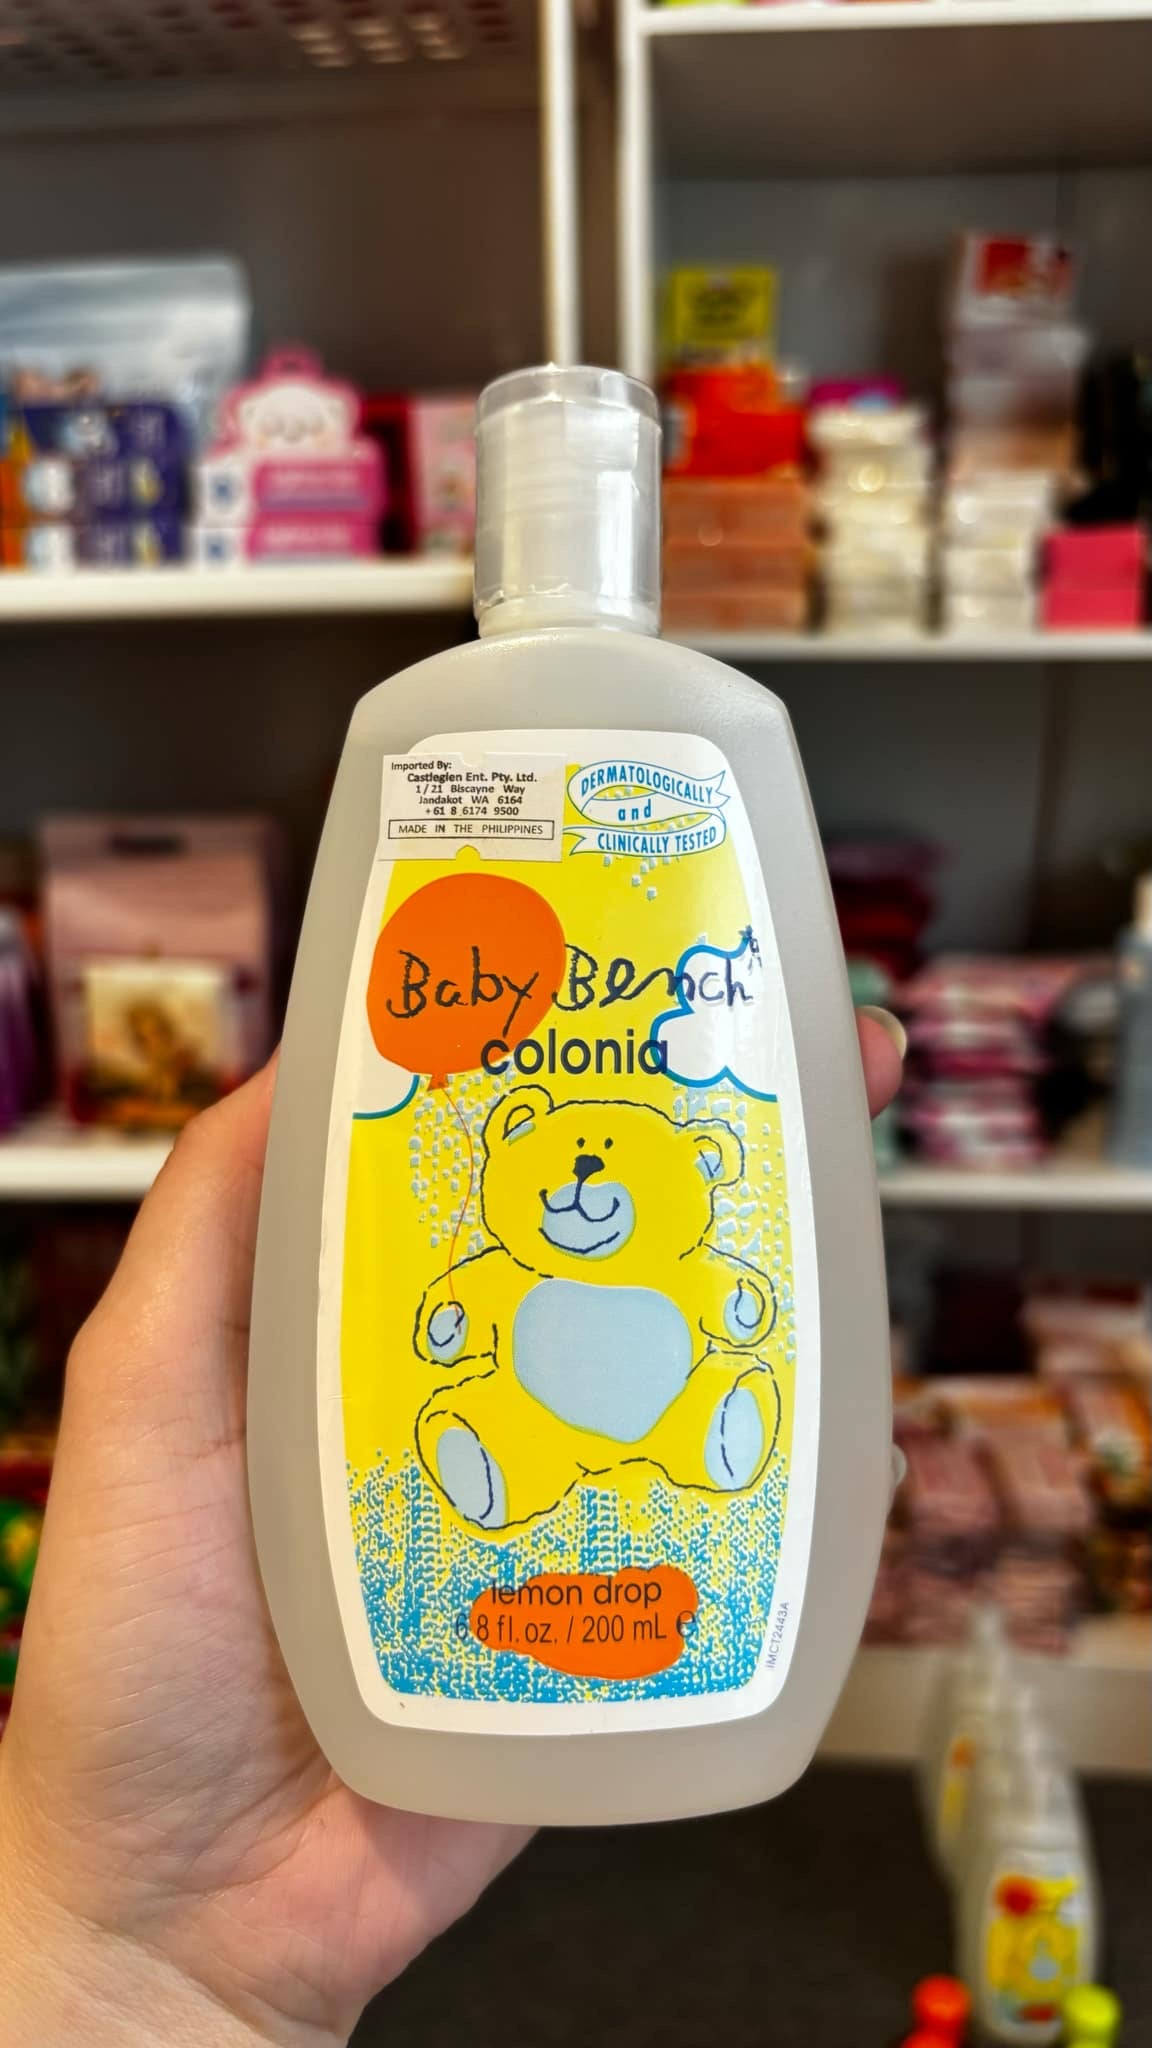 Imported By:
Castleglen Ent. Pty. Ltd.
1/21 Biscayne Way
Jandakot WA 6164
+61 8 6174 9500
MADE IN THE PHILIPPINES
DERMATOLOGICALLY
and
CLINICALLY TESTED
Baby Bench
colonia
lemon drop
6.8 fl. oz. / 200 mL ℮
IMCT2443A